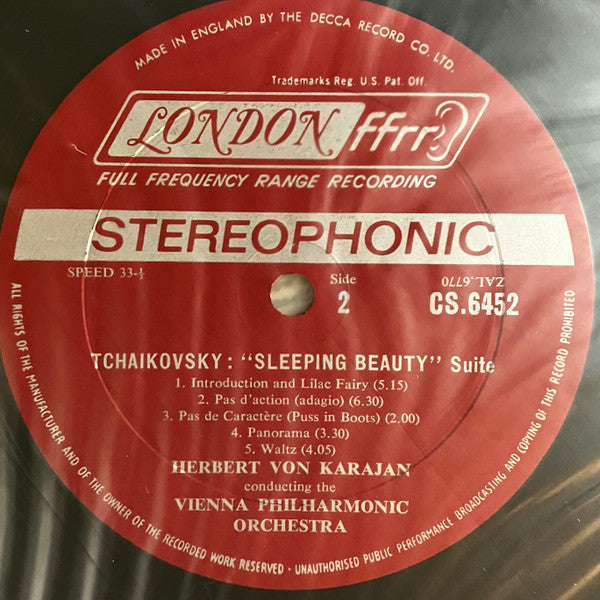 MADE IN ENGLAND BY THE DECCA RECORD CO. LTD.
Trademarks Reg. U.S. Pat. Off.
LONDON ffrr
FULL FREQUENCY RANGE RECORDING
STEREOPHONIC
SPEED 33-⅓
Side
2
ZAL.6770
CS.6452
TCHAIKOVSKY: "SLEEPING BEAUTY" Suite
1. Introduction and Lilac Fairy (5.15)
2. Pas d'action (adagio) (6.30)
3. Pas de Caractère (Puss in Boots) (2.00)
4. Panorama (3.30)
5. Waltz (4.05)
HERBERT VON KARAJAN
conducting the
VIENNA PHILHARMONIC
ORCHESTRA
ALL RIGHTS OF THE MANUFACTURER AND OF THE OWNER OF THE RECORDED WORK RESERVED - UNAUTHORISED PUBLIC PERFORMANCE BROADCASTING AND COPYING OF THIS RECORD PROHIBITED